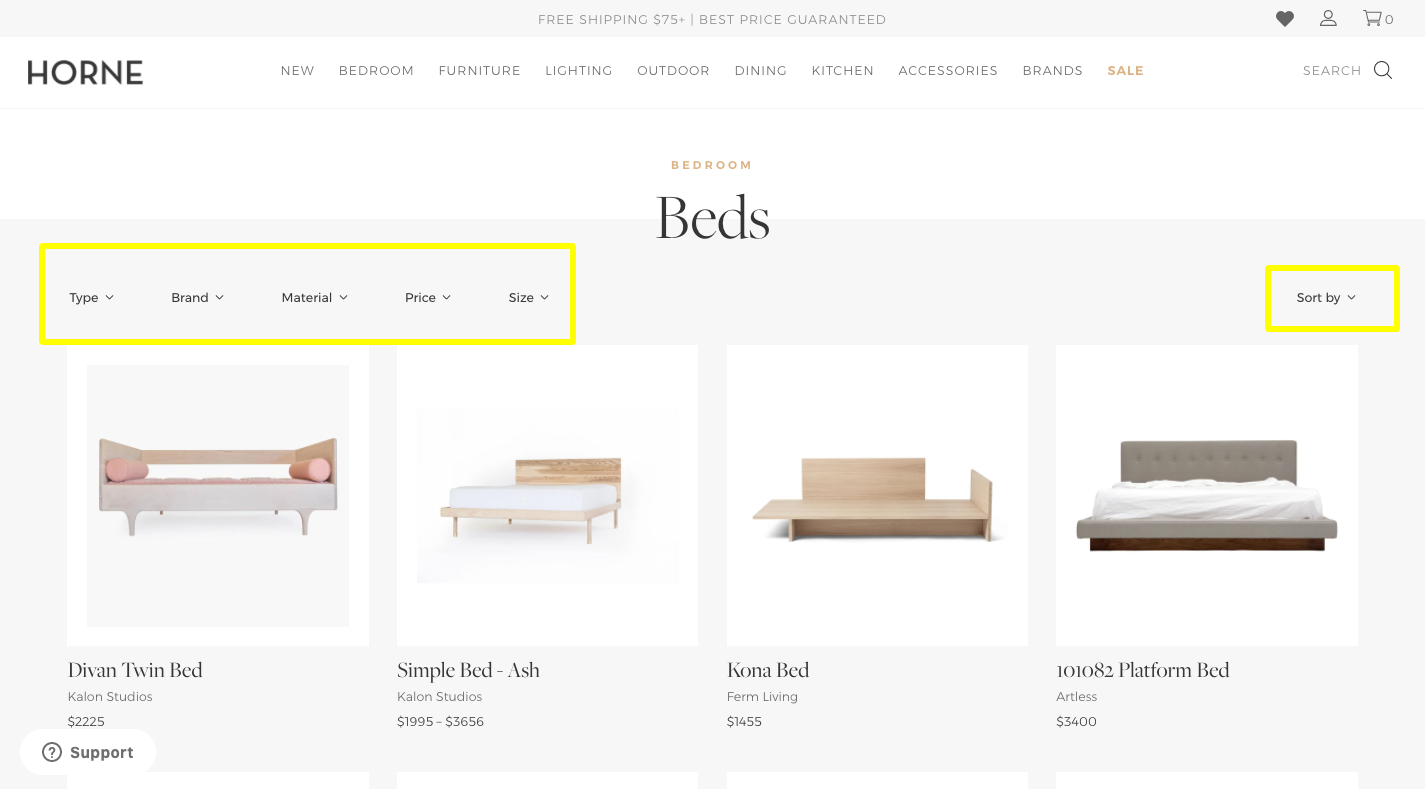 FREE SHIPPING $75+ | BEST PRICE GUARANTEED
0
HORNE
NEW BEDROOM FURNITURE LIGHTING OUTDOOR DINING KITCHEN ACCESSORIES BRANDS SALE
SEARCH
BEDROOM
Beds
Type Brand Material Price Size
Sort by
Divan Twin Bed
Kalon Studios
$2225
Simple Bed - Ash
Kalon Studios
$1995 – $3656
Kona Bed
Ferm Living
$1455
101082 Platform Bed
Artless
$3400
? Support